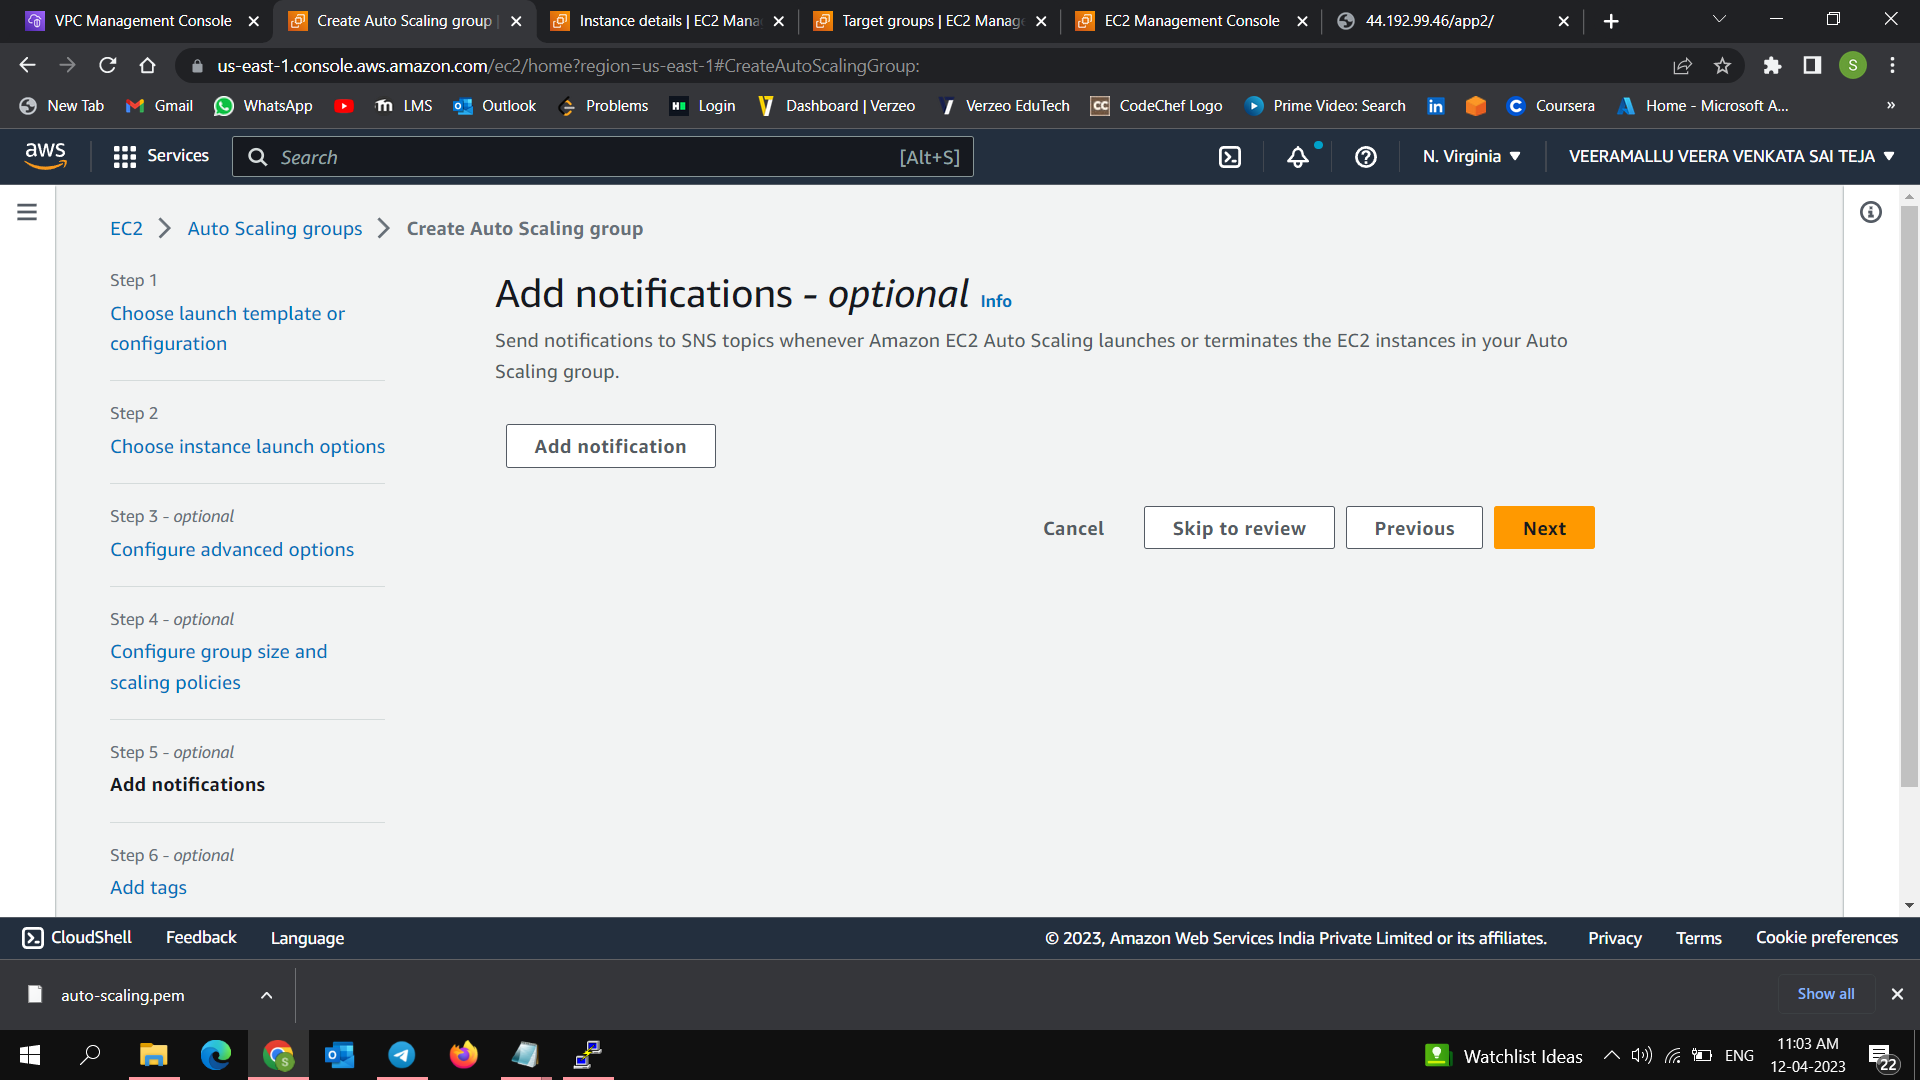 VPC Management Console
Create Auto Scaling group |
Instance details | EC2 Mana
Target groups | EC2 Manage
EC2 Management Console
44.192.99.46/app2/
us-east-1.console.aws.amazon.com/ec2/home?region=us-east-1#CreateAutoScalingGroup:
S
New Tab
Gmail
WhatsApp
LMS
Outlook
Problems
Login
Dashboard | Verzeo
Verzeo EduTech
CodeChef Logo
Prime Video: Search
Coursera
Home - Microsoft A...
»
aws
Services
Search
[Alt+S]
N. Virginia
VEERAMALLU VEERA VENKATA SAI TEJA
EC2
Auto Scaling groups
Create Auto Scaling group
Step 1
Choose launch template or
configuration
Step 2
Choose instance launch options
Step 3 - optional
Configure advanced options
Step 4 - optional
Configure group size and
scaling policies
Step 5 - optional
Add notifications
Step 6 - optional
Add tags
Add notifications - optional Info
Send notifications to SNS topics whenever Amazon EC2 Auto Scaling launches or terminates the EC2 instances in your Auto
Scaling group.
Add notification
Cancel
Skip to review
Previous
Next
CloudShell
Feedback
Language
© 2023, Amazon Web Services India Private Limited or its affiliates.
Privacy
Terms
Cookie preferences
auto-scaling.pem
Show all
Watchlist Ideas
ENG
11:03 AM
12-04-2023
22